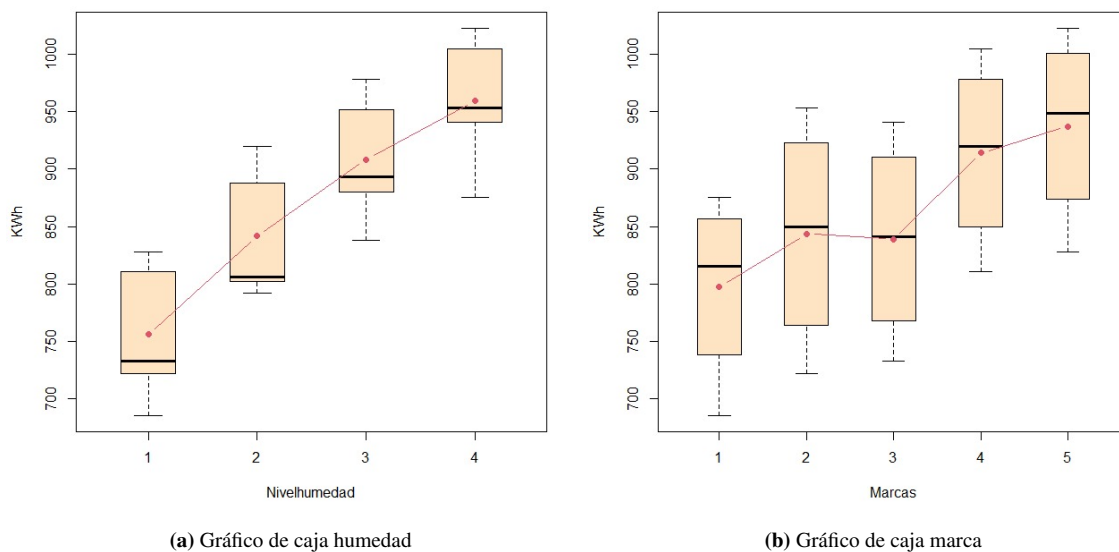 1000
950
900
850
800
750
700
KWh
1 2 3 4
Nivelhumedad
(a) Gráfico de caja humedad
1000
950
900
850
800
750
700
KWh
1 2 3 4 5
Marcas
(b) Gráfico de caja marca